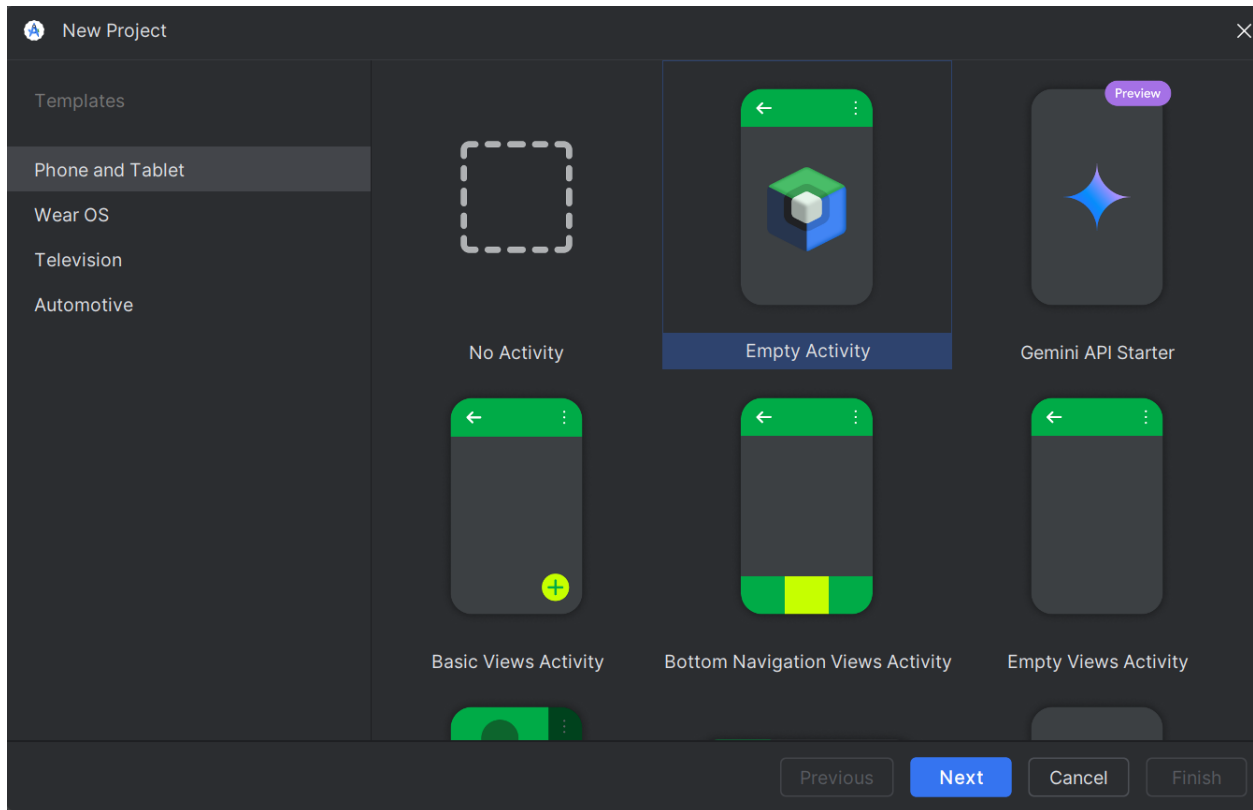 New Project
Templates
Phone and Tablet
Wear OS
Television
Automotive
No Activity
Empty Activity
Preview
Gemini API Starter
Basic Views Activity
Bottom Navigation Views Activity
Empty Views Activity
Previous
Next
Cancel
Finish